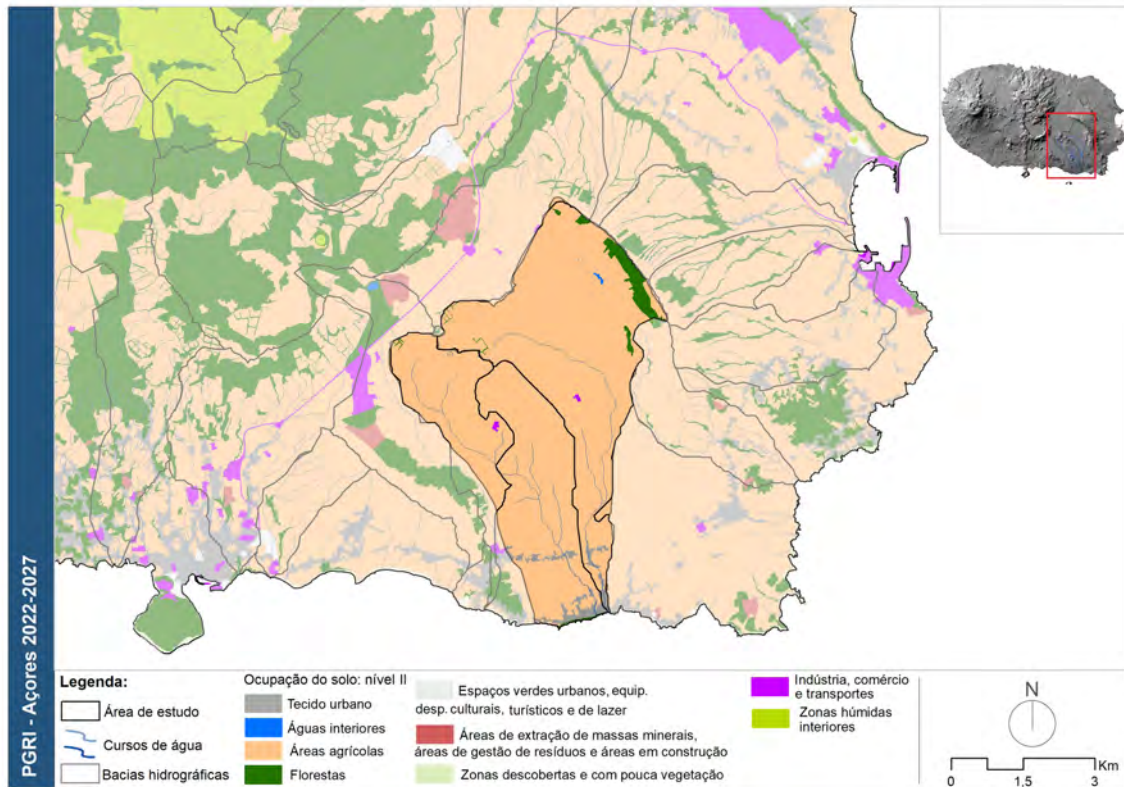 PGRI - Açores 2022-2027
Legenda:
Área de estudo
Cursos de água
Bacias hidrográficas
Ocupação do solo: nível II
Tecido urbano
Águas interiores
Áreas agrícolas
Florestas
Espaços verdes urbanos, equip.
desp. culturais, turísticos e de lazer
Áreas de extração de massas minerais,
áreas de gestão de resíduos e áreas em construção
Zonas descobertas e com pouca vegetação
Indústria, comércio
e transportes
Zonas húmidas
interiores
N
Km
0 1,5 3